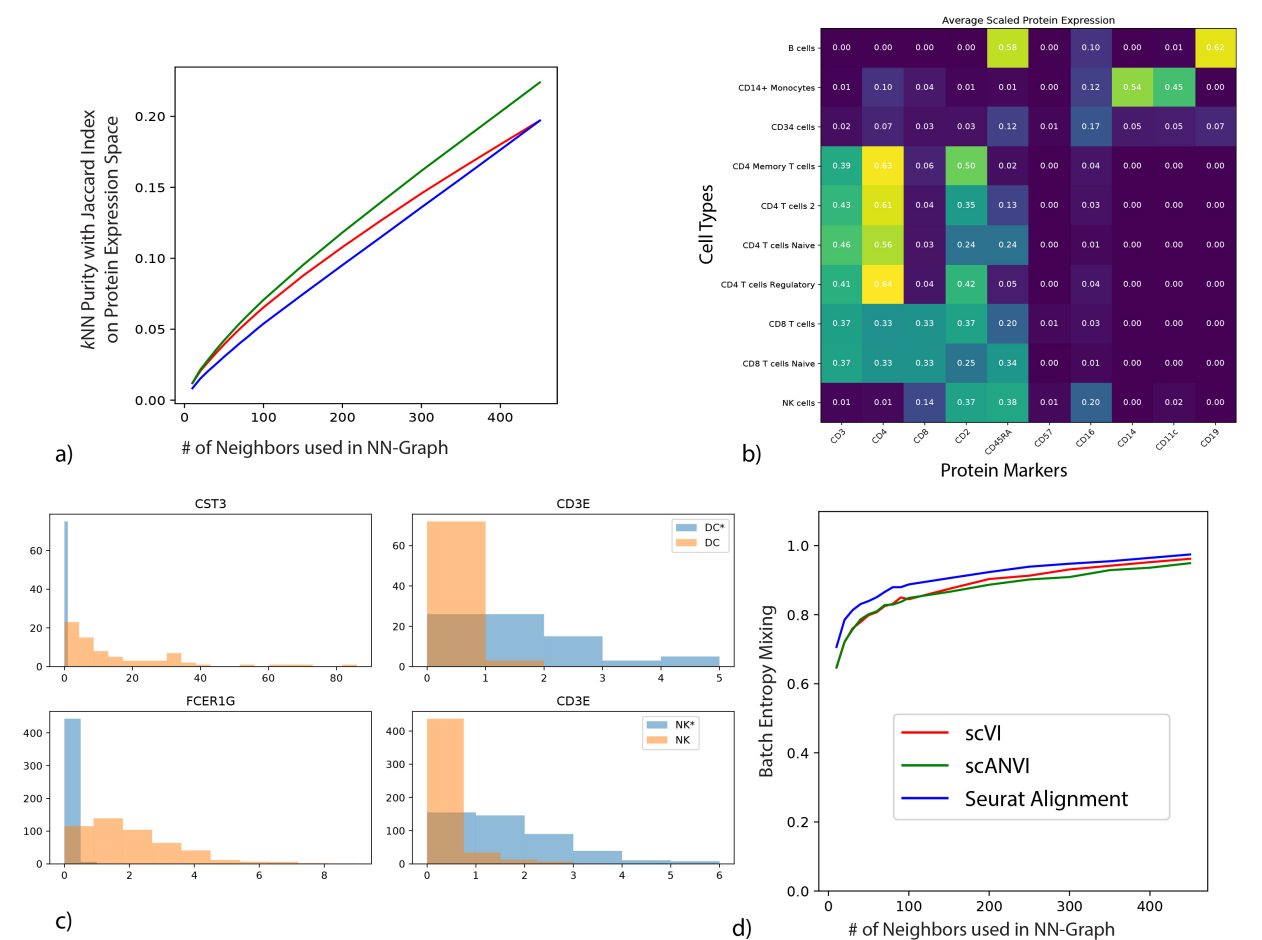 kNN Purity with Jaccard Index
on Protein Expression Space
0.20
0.15
0.10
0.05
0.00
0 100 200 300 400
# of Neighbors used in NN-Graph
a)
Average Scaled Protein Expression
Cell Types
B cells 0.00 0.00 0.00 0.00 0.58 0.00 0.10 0.00 0.01 0.62
CD14+ Monocytes 0.01 0.10 0.04 0.01 0.01 0.00 0.12 0.54 0.45 0.00
CD34 cells 0.02 0.07 0.03 0.03 0.12 0.01 0.17 0.05 0.05 0.07
CD4 Memory T cells 0.39 0.63 0.06 0.50 0.02 0.00 0.04 0.00 0.00 0.00
CD4 T cells 2 0.43 0.61 0.04 0.35 0.13 0.00 0.03 0.00 0.00 0.00
CD4 T cells Naive 0.46 0.56 0.03 0.24 0.24 0.00 0.01 0.00 0.00 0.00
CD4 T cells Regulatory 0.41 0.64 0.04 0.42 0.05 0.00 0.04 0.00 0.00 0.00
CD8 T cells 0.37 0.33 0.33 0.37 0.20 0.01 0.03 0.00 0.00 0.00
CD8 T cells Naive 0.37 0.33 0.33 0.25 0.34 0.00 0.01 0.00 0.00 0.00
NK cells 0.01 0.01 0.14 0.37 0.38 0.01 0.20 0.00 0.02 0.00
CD3 CD4 CD8 CD2 CD45RA CD57 CD16 CD14 CD11c CD19
Protein Markers
b)
CST3
60
40
20
0
0 20 40 60 80
CD3E
DC*
DC
60
40
20
0
0 1 2 3 4 5
FCER1G
400
300
200
100
0
0 2 4 6 8
CD3E
NK*
NK
400
300
200
100
0
0 1 2 3 4 5 6
c)
Batch Entropy Mixing
1.0
0.8
0.6
0.4
0.2
0.0
scVI
scANVI
Seurat Alignment
0 100 200 300 400
# of Neighbors used in NN-Graph
d)